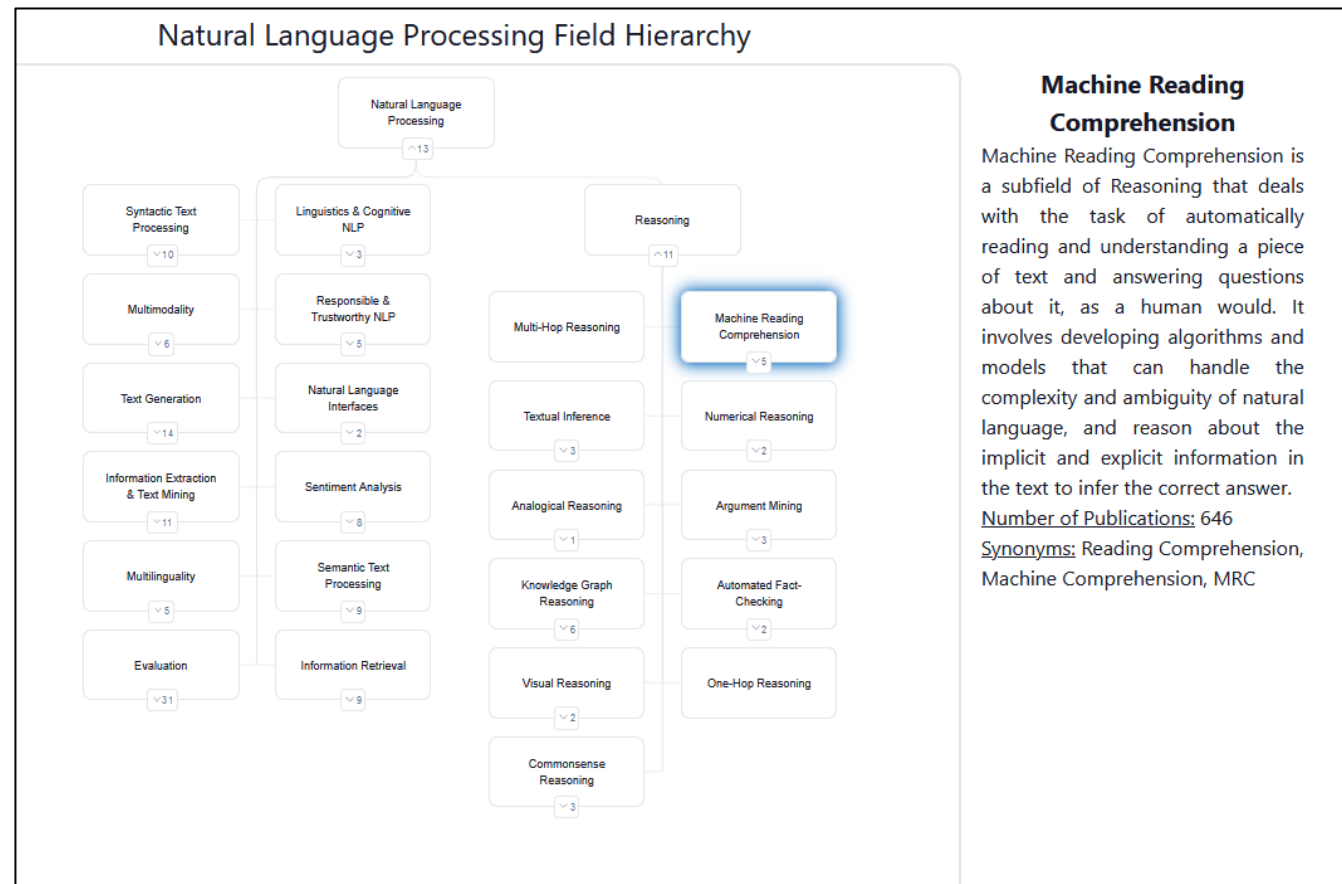 Natural Language Processing Field Hierarchy
Natural Language
Processing
13
Syntactic Text
Processing
10
Linguistics & Cognitive
NLP
3
Reasoning
11
Multimodality
6
Responsible &
Trustworthy NLP
5
Multi-Hop Reasoning
Machine Reading
Comprehension
5
Text Generation
14
Natural Language
Interfaces
2
Textual Inference
3
Numerical Reasoning
2
Information Extraction
& Text Mining
11
Sentiment Analysis
8
Analogical Reasoning
1
Argument Mining
3
Multilinguality
5
Semantic Text
Processing
9
Knowledge Graph
Reasoning
6
Automated Fact-
Checking
2
Evaluation
31
Information Retrieval
9
Visual Reasoning
2
One-Hop Reasoning
Commonsense
Reasoning
3
Machine Reading
Comprehension
Machine Reading Comprehension is
a subfield of Reasoning that deals
with the task of automatically
reading and understanding a piece
of text and answering questions
about it, as a human would. It
involves developing algorithms and
models that can handle the
complexity and ambiguity of natural
language, and reason about the
implicit and explicit information in
the text to infer the correct answer.
Number of Publications: 646
Synonyms: Reading Comprehension,
Machine Comprehension, MRC